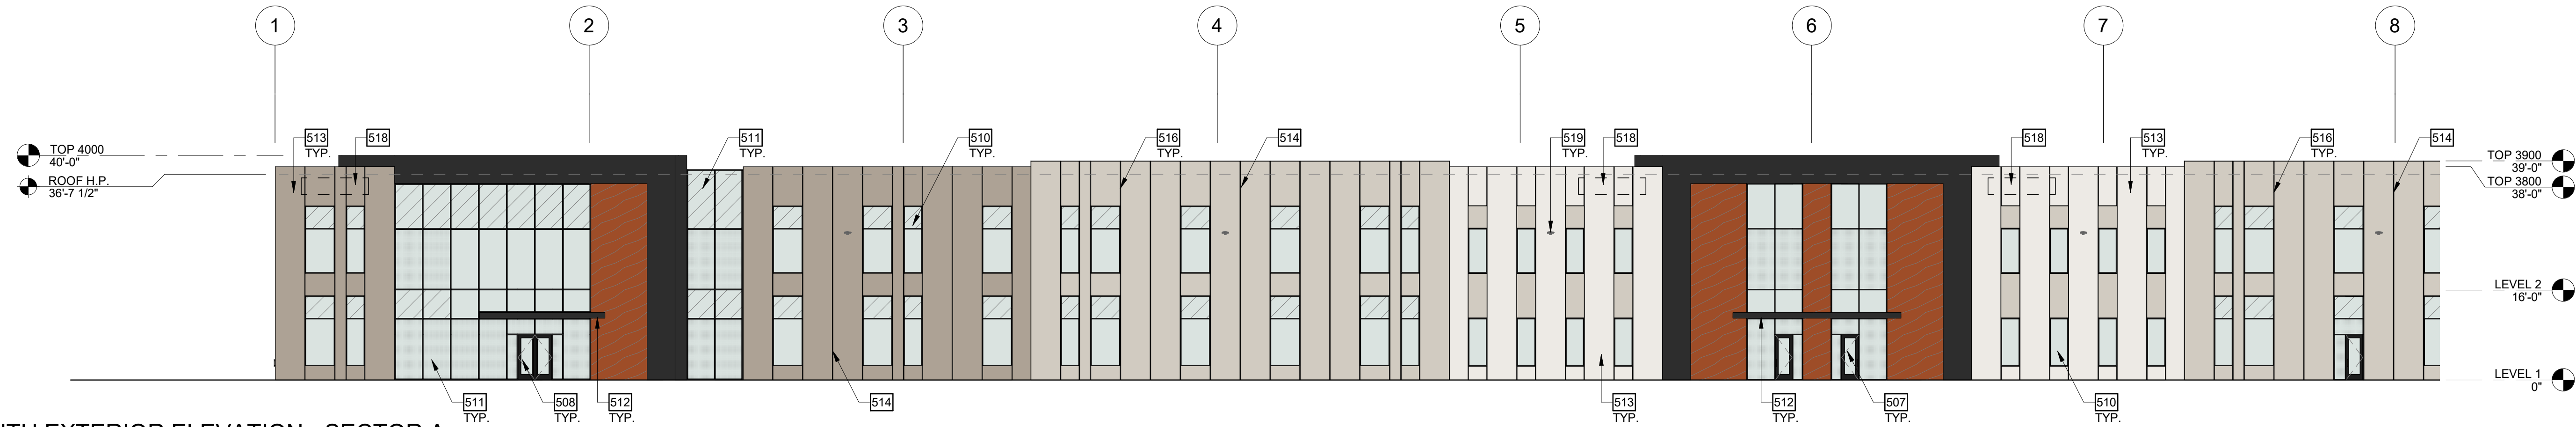 1
2
3
4
5
6
7
8
513
TYP.
518
511
TYP.
510
TYP.
516
TYP.
514
519
TYP.
518
518
513
TYP.
516
TYP.
514
TOP 4000
40'-0"
ROOF H.P.
36'-7 1/2"
TOP 3900
39'-0"
TOP 3800
38'-0"
LEVEL 2
16'-0"
LEVEL 1
0"
511
TYP.
508
TYP.
512
TYP.
514
513
TYP.
512
TYP.
507
TYP.
510
TYP.
EXTERIOR ELEVATION - SECTOR A